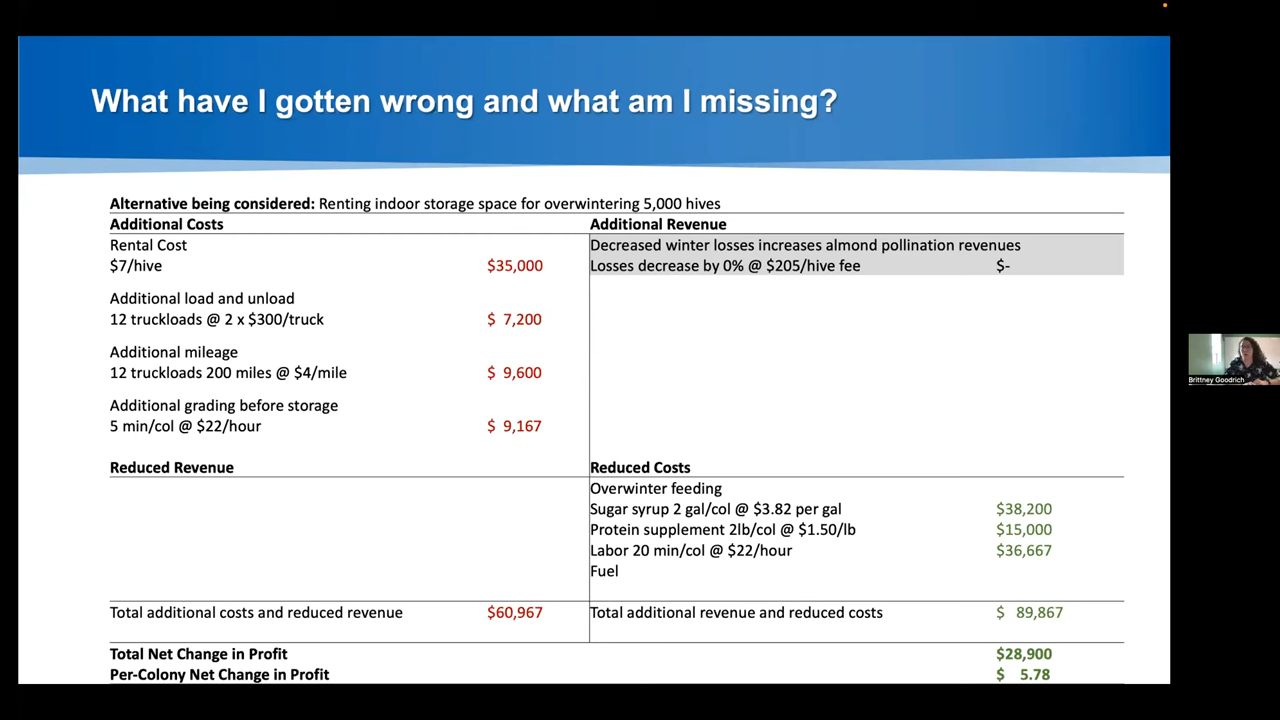 What have I gotten wrong and what am I missing?
Alternative being considered: Renting indoor storage space for overwintering 5,000 hives
Additional Costs
Additional Revenue
Rental Cost
Decreased winter losses increases almond pollination revenues
$7/hive $35,000
Losses decrease by 0% @ $205/hive fee $-
Additional load and unload
12 truckloads @ 2 x $300/truck $ 7,200
Additional mileage
12 truckloads 200 miles @ $4/mile $ 9,600
Additional grading before storage
5 min/col @ $22/hour $ 9,167
Reduced Revenue
Reduced Costs
Overwinter feeding
Sugar syrup 2 gal/col @ $3.82 per gal $38,200
Protein supplement 2lb/col @ $1.50/lb $15,000
Labor 20 min/col @ $22/hour $36,667
Fuel
Total additional costs and reduced revenue $60,967
Total additional revenue and reduced costs $ 89,867
Total Net Change in Profit $28,900
Per-Colony Net Change in Profit $ 5.78
Brittney Goodrich